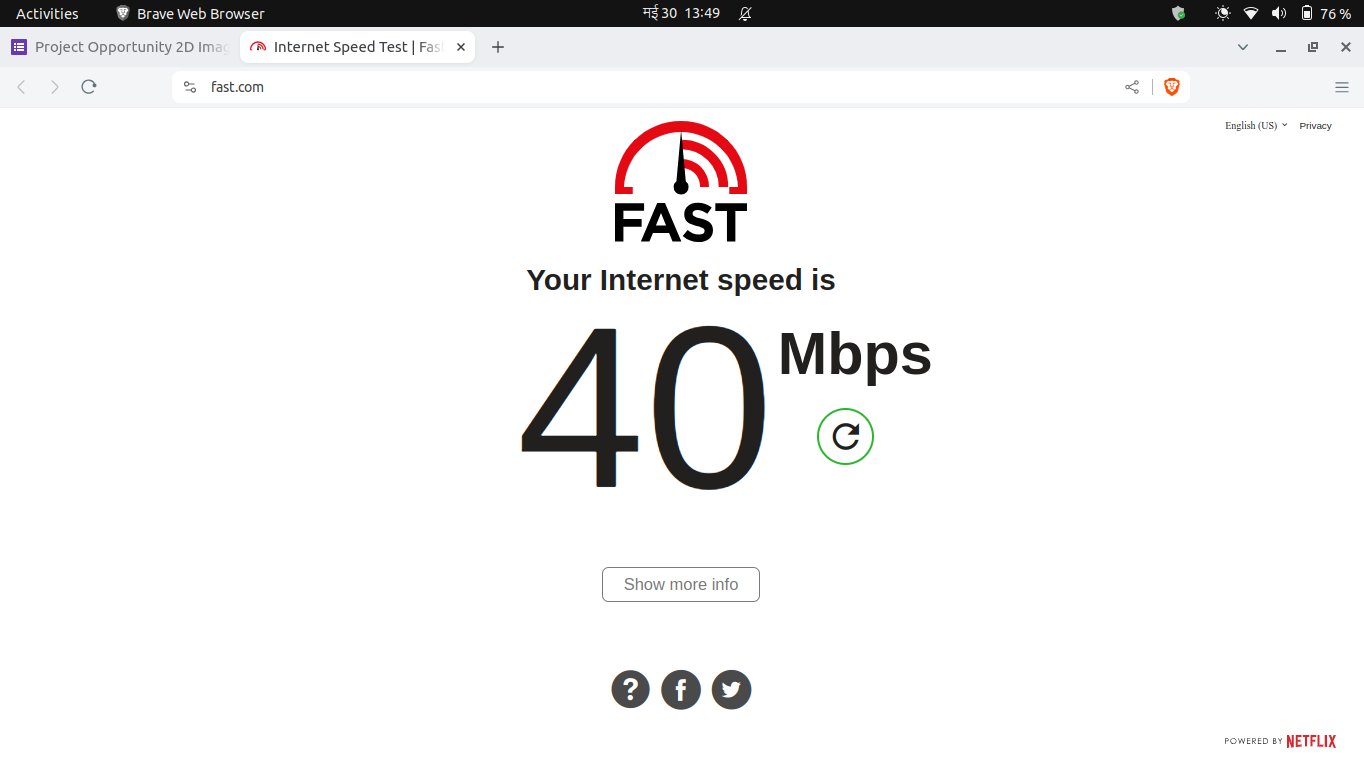 Activities Brave Web Browser मई 30 13:49 76 %
Project Opportunity 2D Imag Internet Speed Test | Fast
fast.com
English (US) Privacy
FAST
Your Internet speed is
40 Mbps
Show more info
POWERED BY NETFLIX